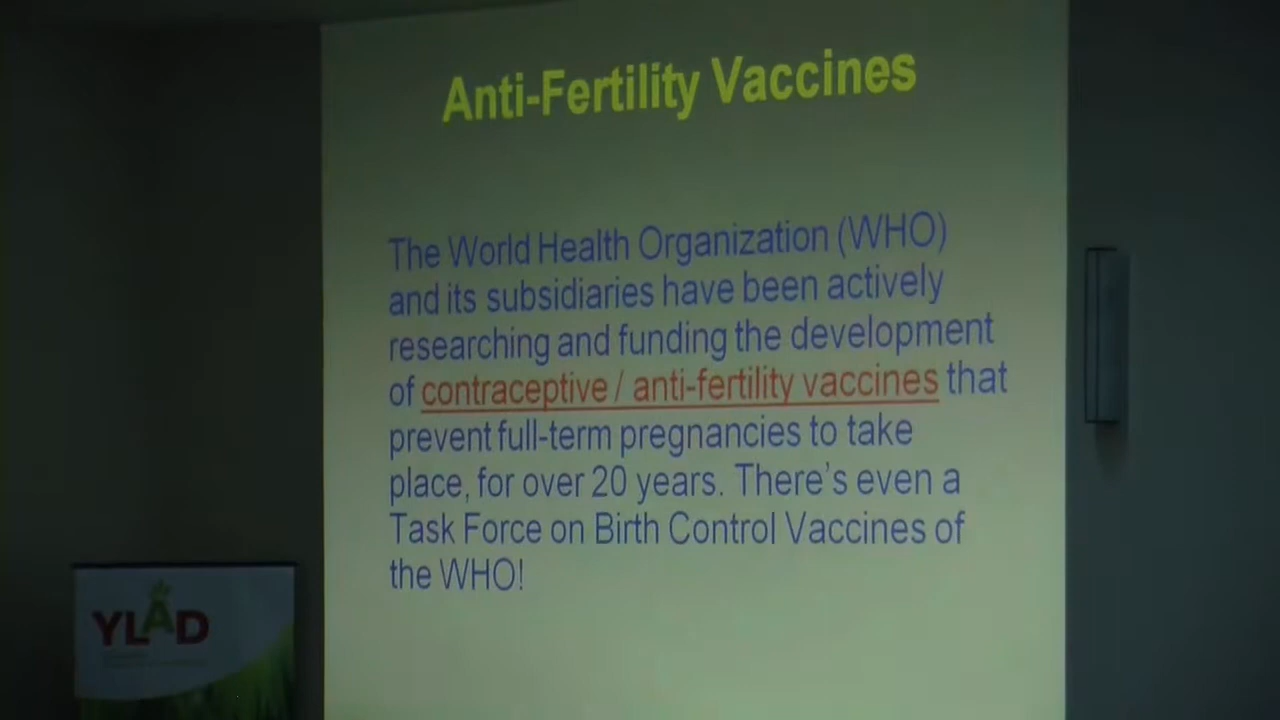 Anti-Fertility Vaccines
The World Health Organization (WHO)
and its subsidiaries have been actively
researching and funding the development
of contraceptive / anti-fertility vaccines that
prevent full-term pregnancies to take
place, for over 20 years. There's even a
Task Force on Birth Control Vaccines of
the WHO!
YLAD